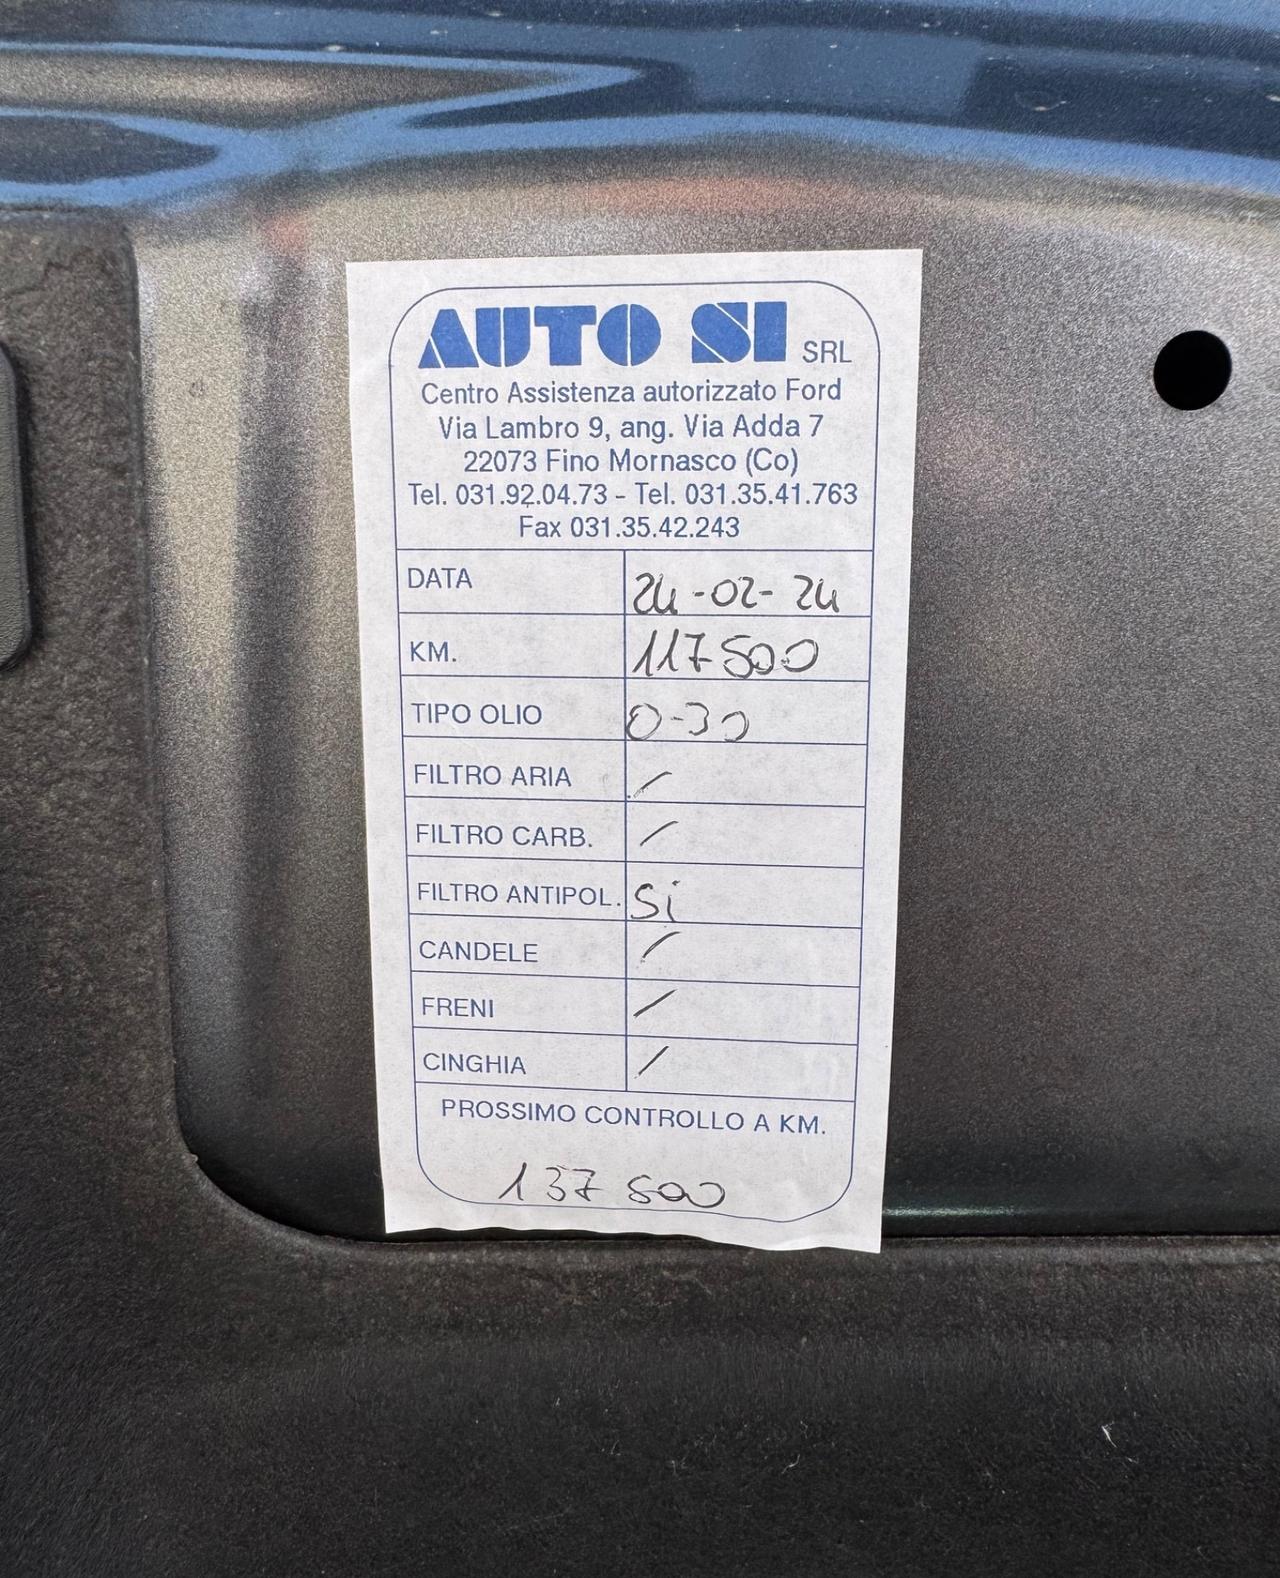 AUTO SI SRL
Centro Assistenza autorizzato Ford
Via Lambro 9, ang. Via Adda 7
22073 Fino Mornasco (Co)
Tel. 031.92.04.73 - Tel. 031.35.41.763
Fax 031.35.42.243
DATA 24-02-24
KM. 117500
TIPO OLIO 0-30
FILTRO ARIA /
FILTRO CARB. /
FILTRO ANTIPOL. Si
CANDELE /
FRENI /
CINGHIA /
PROSSIMO CONTROLLO A KM.
137 500